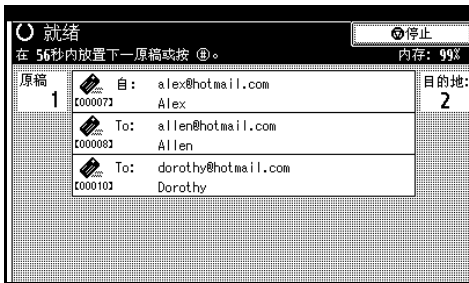 就绪
停止
在 56秒内放置下一原稿或按 ⊕。
内存: 99%
原稿
1
自: alex@hotmail.com
【00007】 Alex
To: allen@hotmail.com
【00008】 Allen
To: dorothy@hotmail.com
【00010】 Dorothy
目的地:
2